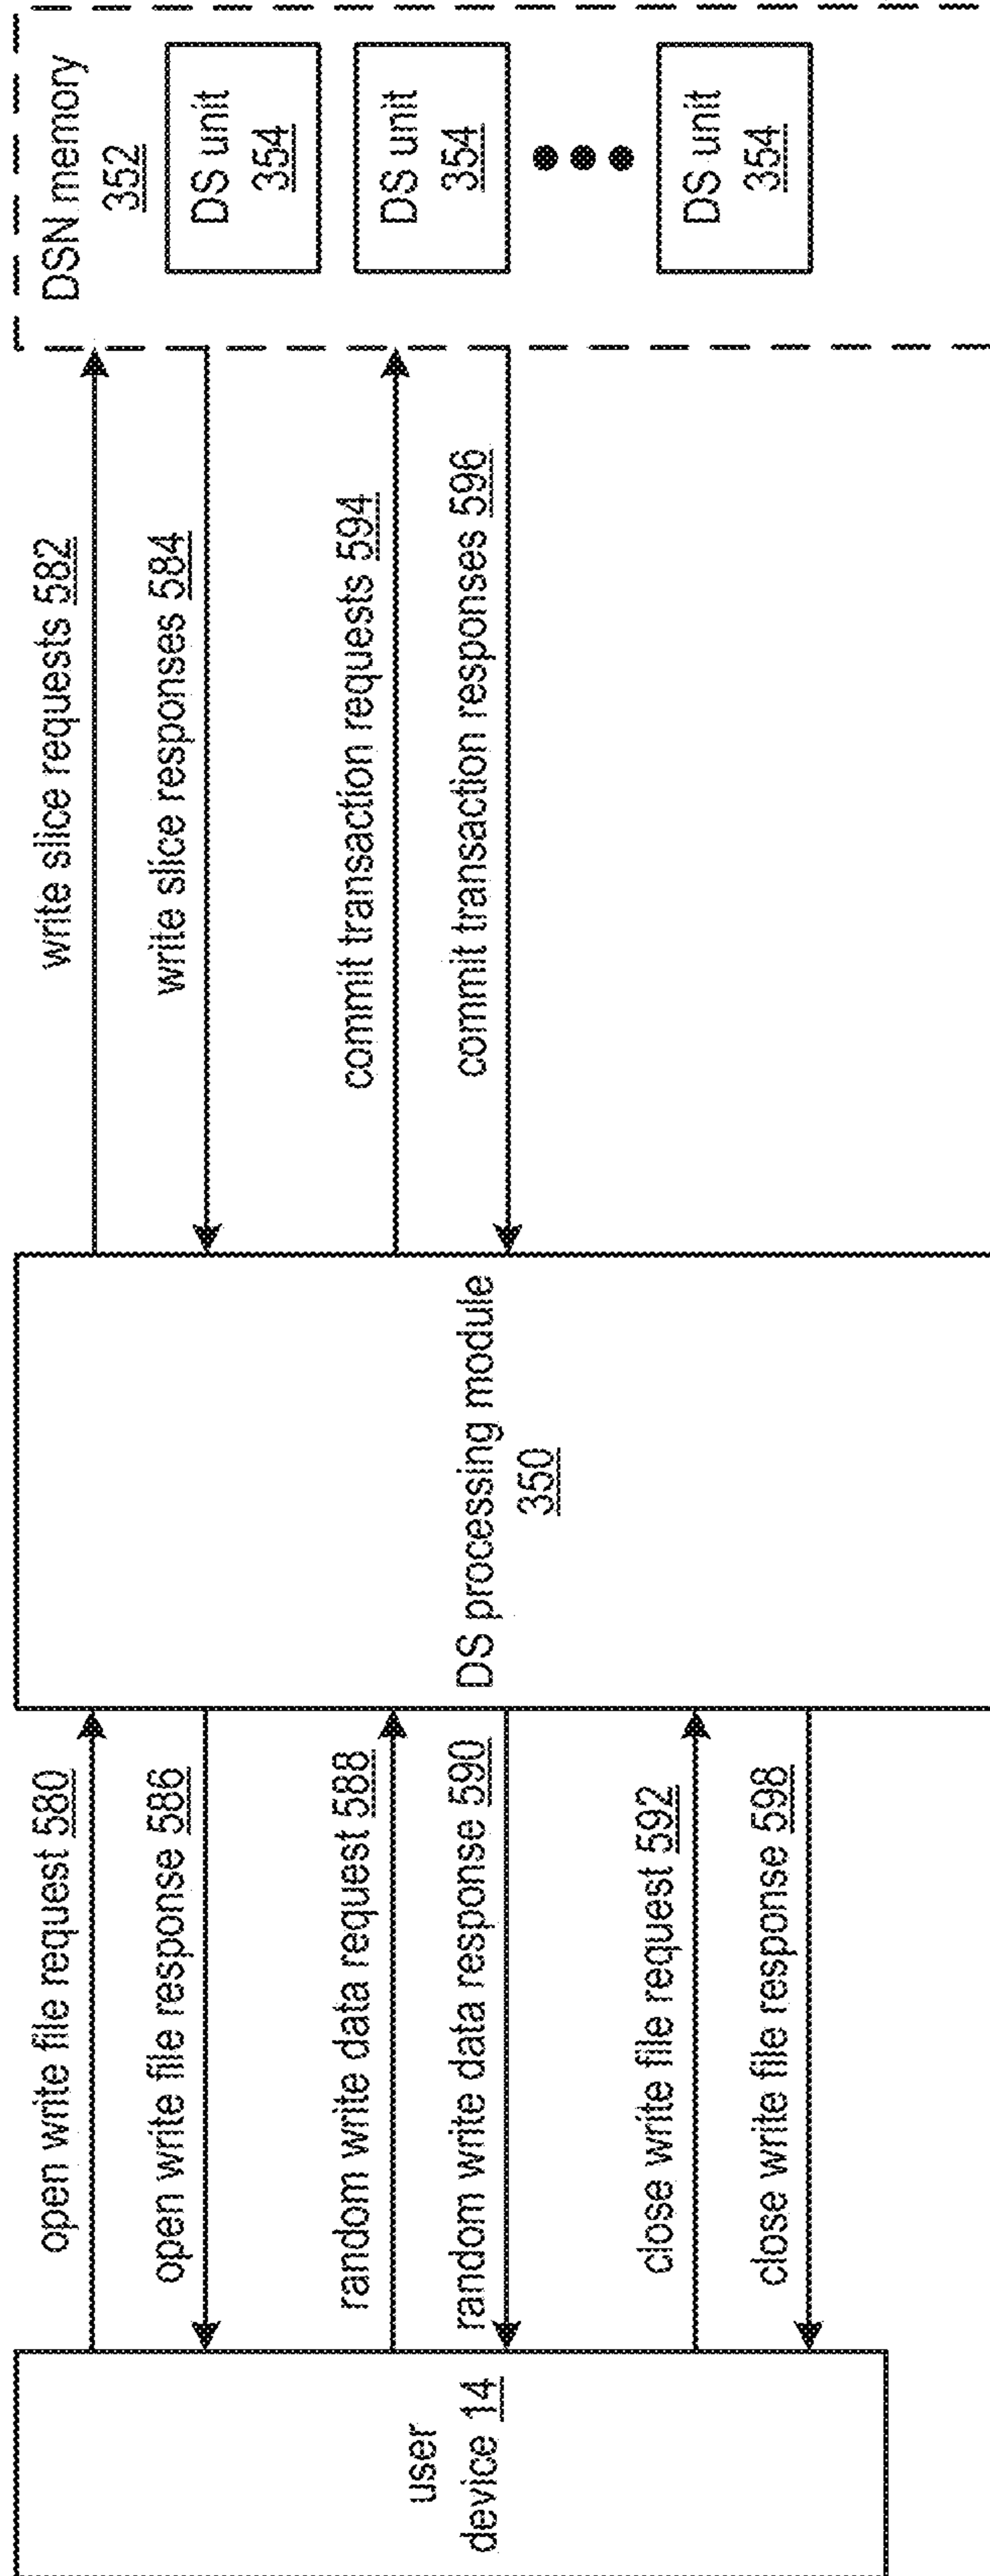 user
device 14
open write file request 580
open write file response 586
random write data request 588
random write data response 590
close write file request 592
close write file response 598
DS processing module
350
write slice requests 582
write slice responses 584
commit transaction requests 594
commit transaction responses 596
DSN memory
352
DS unit
354
DS unit
354
DS unit
354